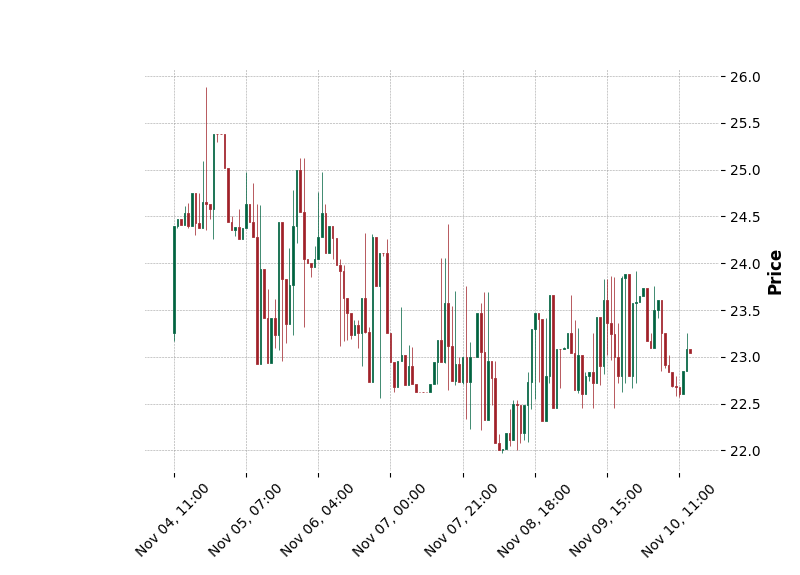 26.0
25.5
25.0
24.5
24.0
23.5
23.0
22.5
22.0
Price
Nov 04, 11:00
Nov 05, 07:00
Nov 06, 04:00
Nov 07, 00:00
Nov 07, 21:00
Nov 08, 18:00
Nov 09, 15:00
Nov 10, 11:00